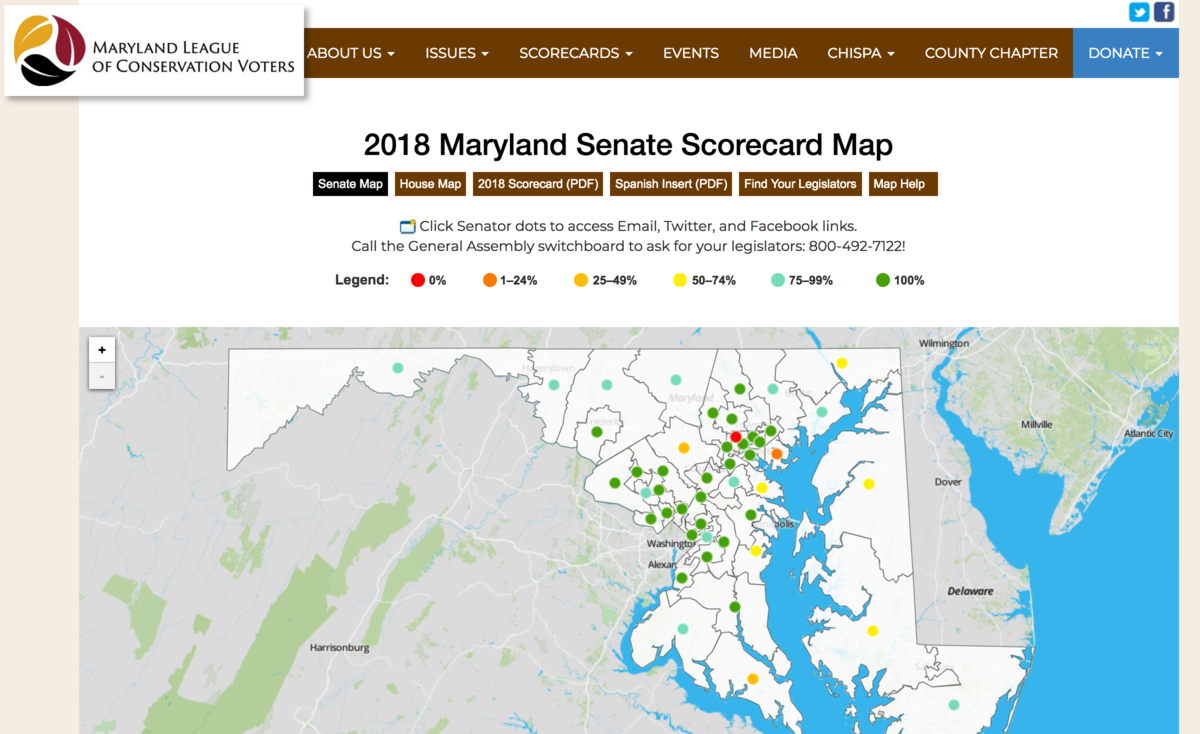 MARYLAND LEAGUE
OF CONSERVATION VOTERS
ABOUT US ISSUES SCORECARDS EVENTS MEDIA CHISPA COUNTY CHAPTER DONATE
2018 Maryland Senate Scorecard Map
Senate Map House Map 2018 Scorecard (PDF) Spanish Insert (PDF) Find Your Legislators Map Help
Click Senator dots to access Email, Twitter, and Facebook links.
Call the General Assembly switchboard to ask for your legislators: 800-492-7122!
Legend: 0% 1–24% 25–49% 50–74% 75–99% 100%
+
-
Wilmington
Hagerstown
Maryland
Millville
Atlantic City
Dover
Washington
Alexan
Delaware
Harrisonburg